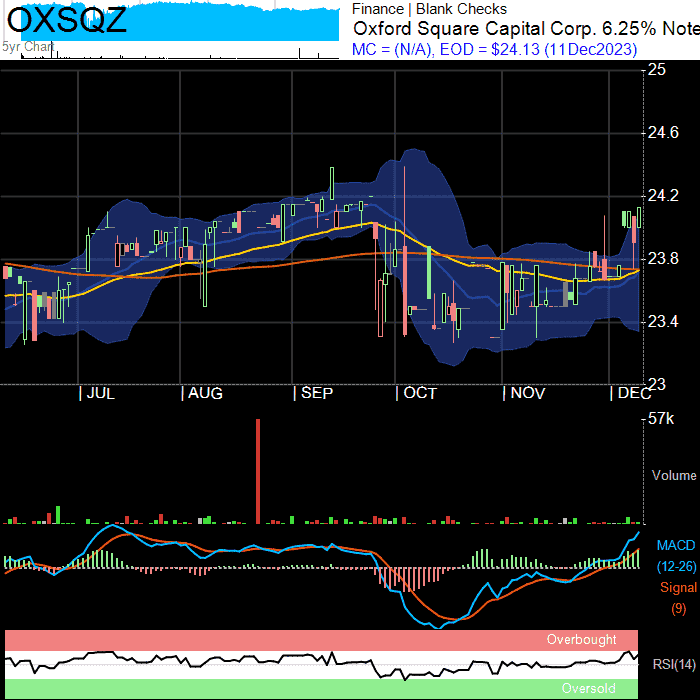 OXSQZ
5yr Chart
Finance | Blank Checks
Oxford Square Capital Corp. 6.25% Note
MC = (N/A), EOD = $24.13 (11Dec2023)
25
24.6
24.2
23.8
23.4
23
| JUL | AUG | SEP | OCT | NOV | DEC
57k
Volume
MACD
(12-26)
Signal
(9)
Overbought
RSI(14)
Oversold